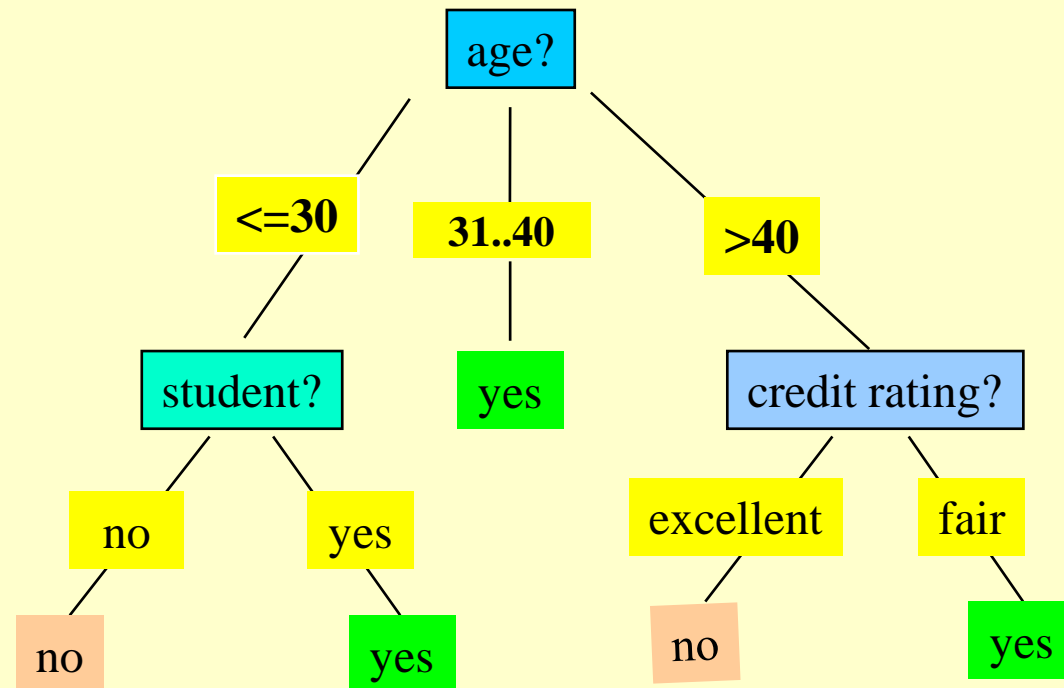 age?
<=30
31..40
>40
student?
yes
credit rating?
no
yes
excellent
fair
no
yes
no
yes